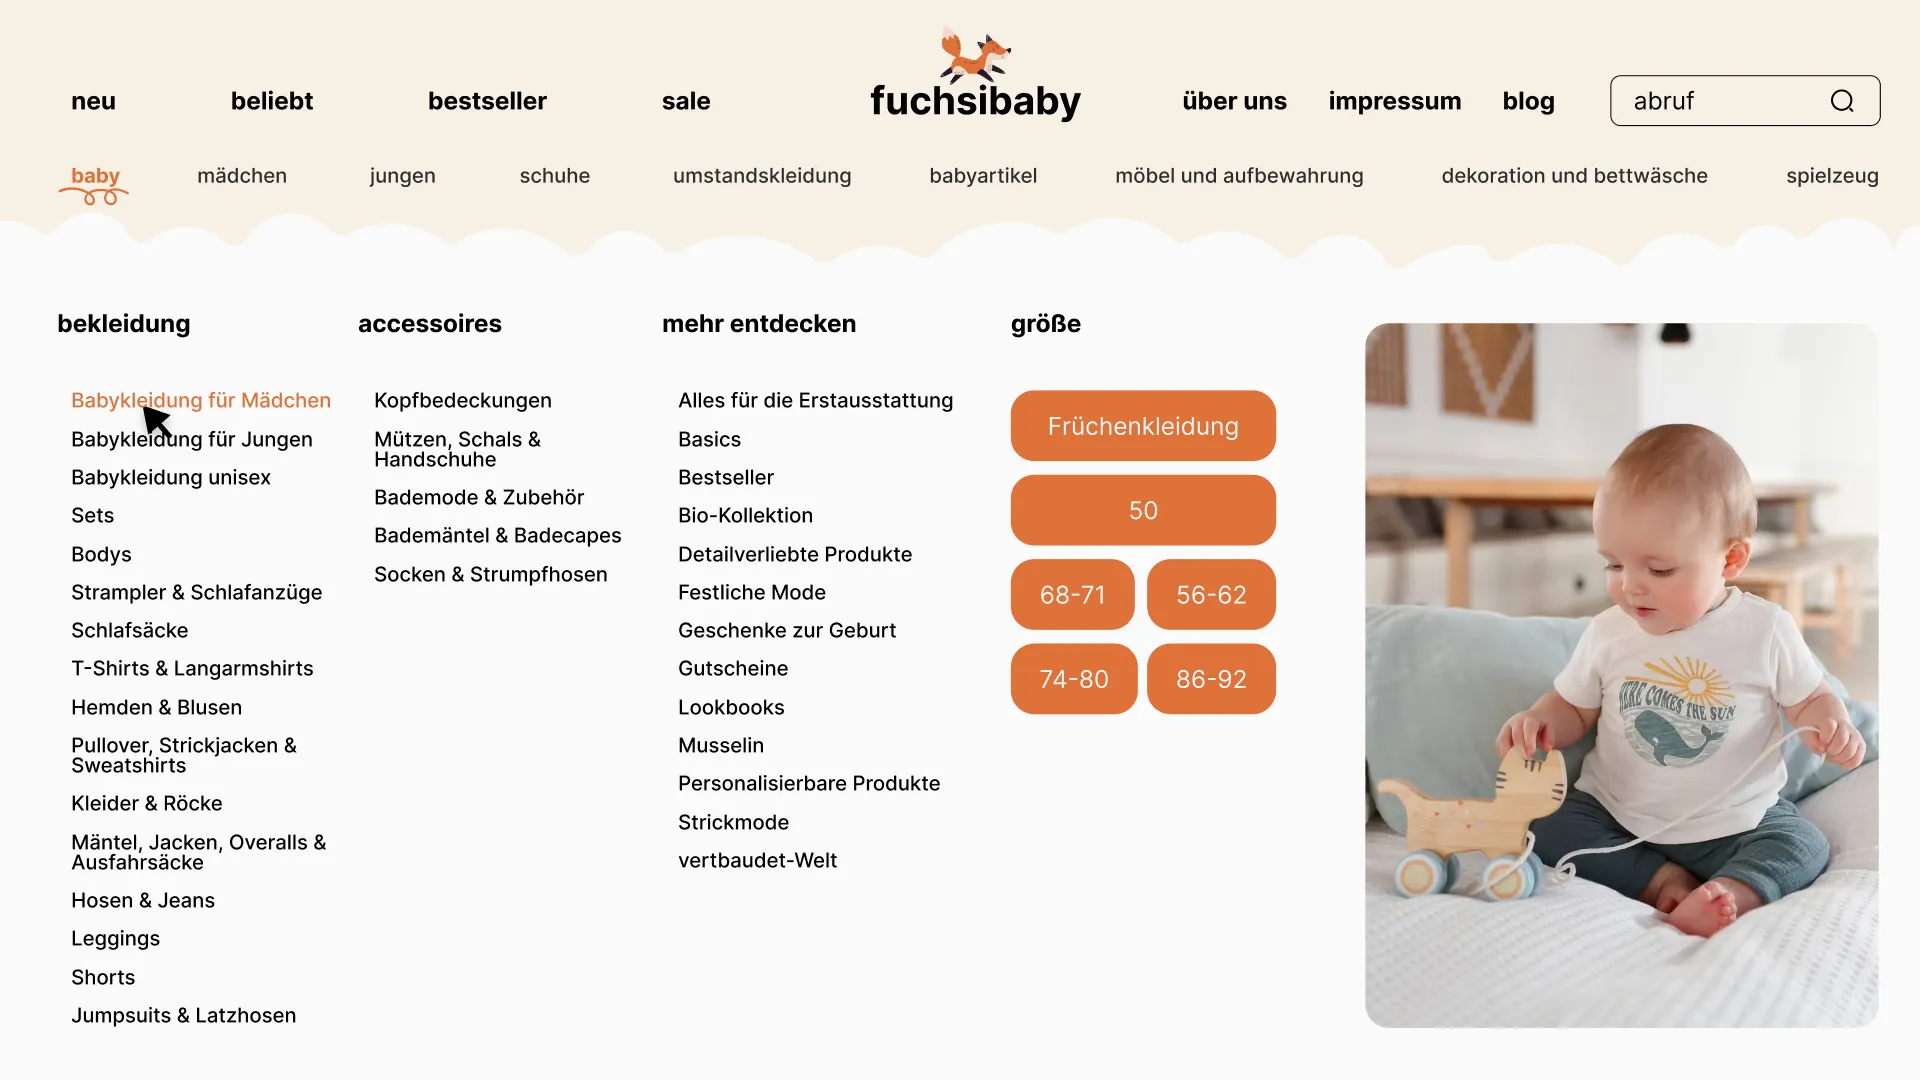 neu
beliebt
bestseller
sale
fuchsibaby
über uns
impressum
blog
abruf
baby
mädchen
jungen
schuhe
umstandskleidung
babyartikel
möbel und aufbewahrung
dekoration und bettwäsche
spielzeug
bekleidung
Babykleidung für Mädchen
Babykleidung für Jungen
Babykleidung unisex
Sets
Bodys
Strampler & Schlafanzüge
Schlafsäcke
T-Shirts & Langarmshirts
Hemden & Blusen
Pullover, Strickjacken &
Sweatshirts
Kleider & Röcke
Mäntel, Jacken, Overalls &
Ausfahrsäcke
Hosen & Jeans
Leggings
Shorts
Jumpsuits & Latzhosen
accessoires
Kopfbedeckungen
Mützen, Schals &
Handschuhe
Bademode & Zubehör
Bademäntel & Badecapes
Socken & Strumpfhosen
mehr entdecken
Alles für die Erstausstattung
Basics
Bestseller
Bio-Kollektion
Detailverliebte Produkte
Festliche Mode
Geschenke zur Geburt
Gutscheine
Lookbooks
Musselin
Personalisierbare Produkte
Strickmode
vertbaudet-Welt
größe
Früchenkleidung
50
68-71
56-62
74-80
86-92
HERE COMES THE SUN